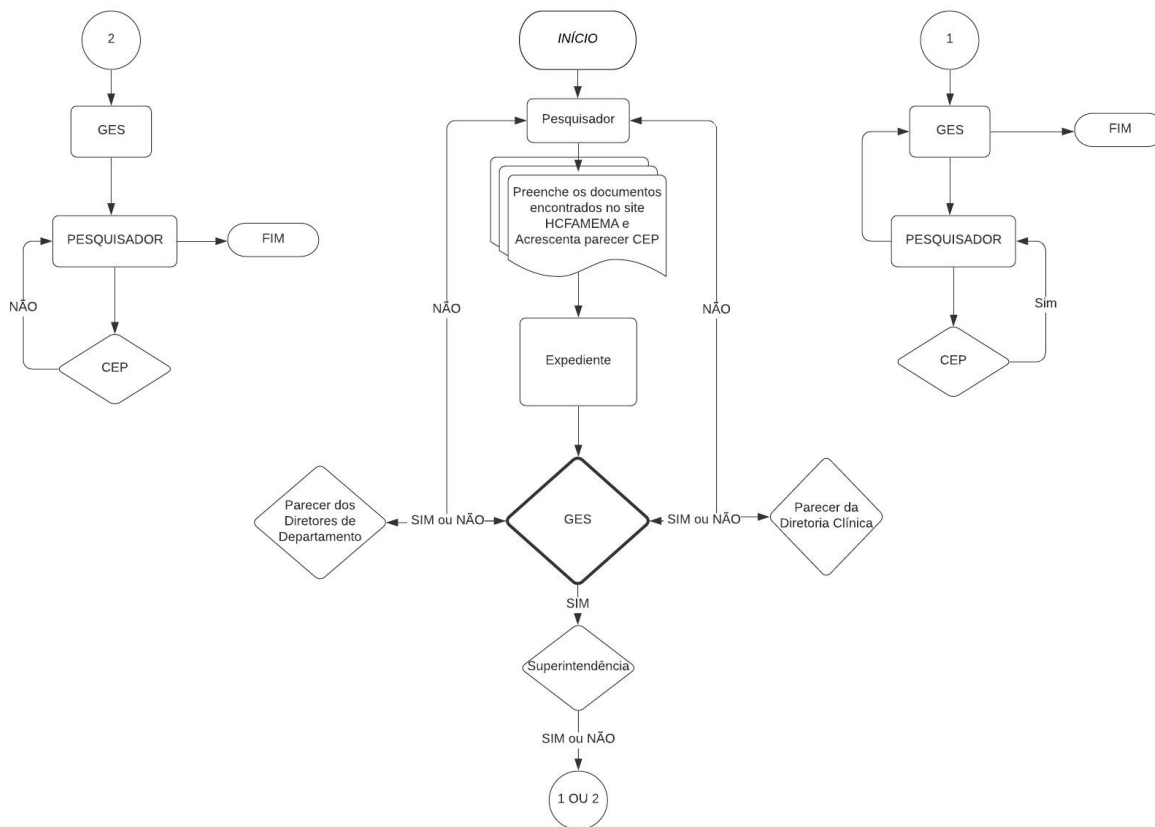 2
GES
PESQUISADOR
FIM
NÃO
CEP
INÍCIO
Pesquisador
Preenche os documentos
encontrados no site
HCFAMEMA e
Acrescenta parecer CEP
NÃO
NÃO
Expediente
Parecer dos
Diretores de
Departamento
SIM ou NÃO
GES
SIM ou NÃO
Parecer da
Diretoria Clínica
SIM
Superintendência
SIM ou NÃO
1 OU 2
1
GES
FIM
PESQUISADOR
Sim
CEP